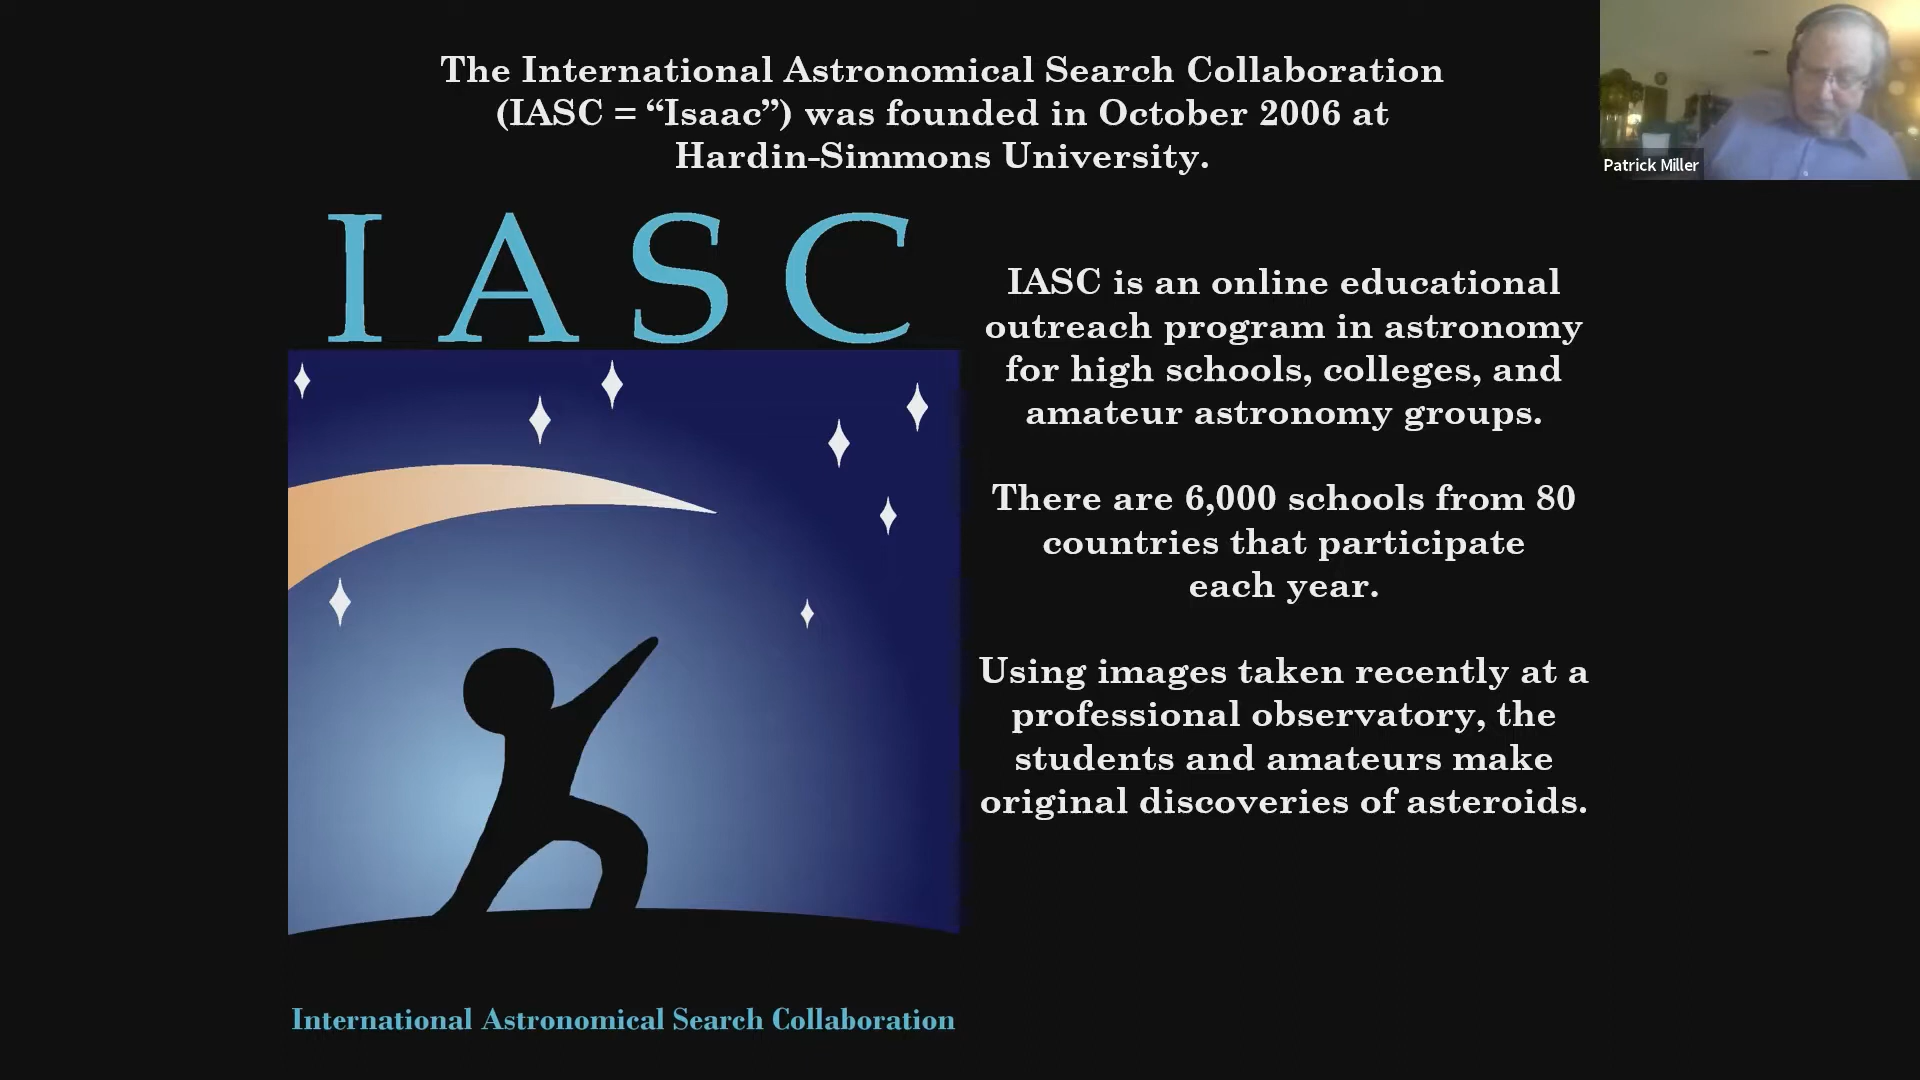 The International Astronomical Search Collaboration
(IASC = “Isaac”) was founded in October 2006 at
Hardin-Simmons University.
Patrick Miller
I A S C
IASC is an online educational
outreach program in astronomy
for high schools, colleges, and
amateur astronomy groups.
There are 6,000 schools from 80
countries that participate
each year.
Using images taken recently at a
professional observatory, the
students and amateurs make
original discoveries of asteroids.
International Astronomical Search Collaboration